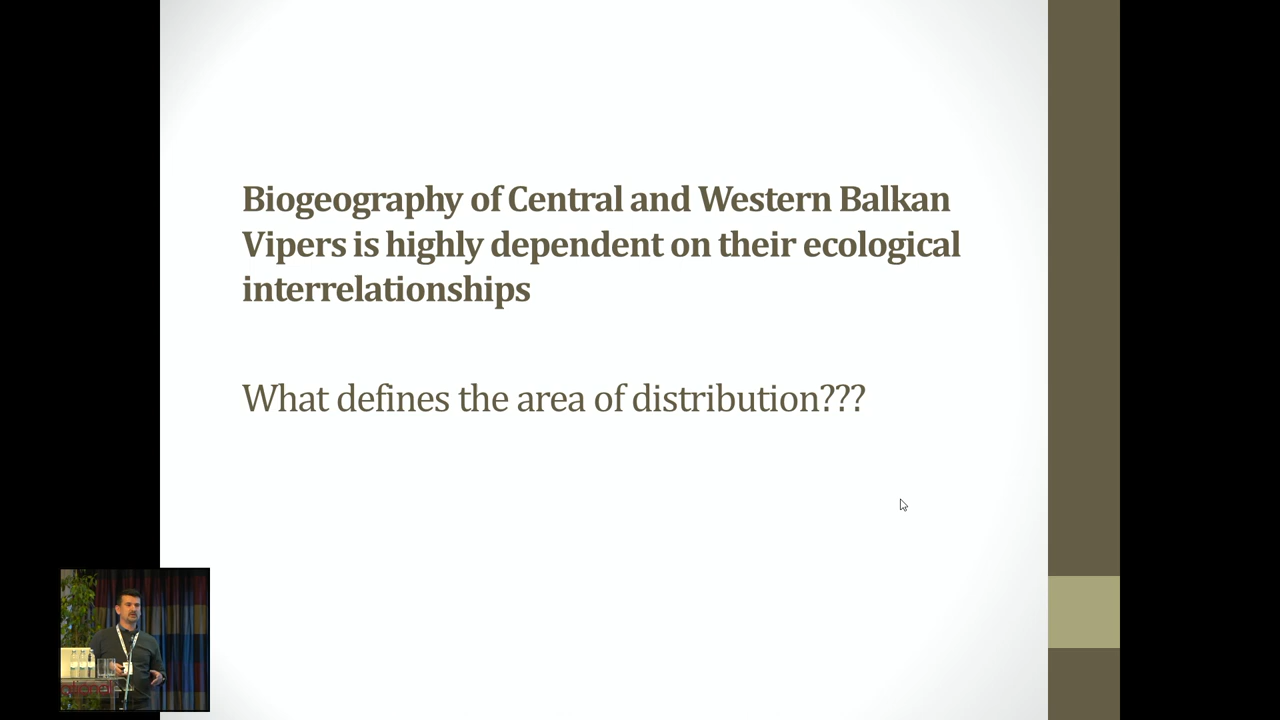 Biogeography of Central and Western Balkan
Vipers is highly dependent on their ecological
interrelationships
What defines the area of distribution???